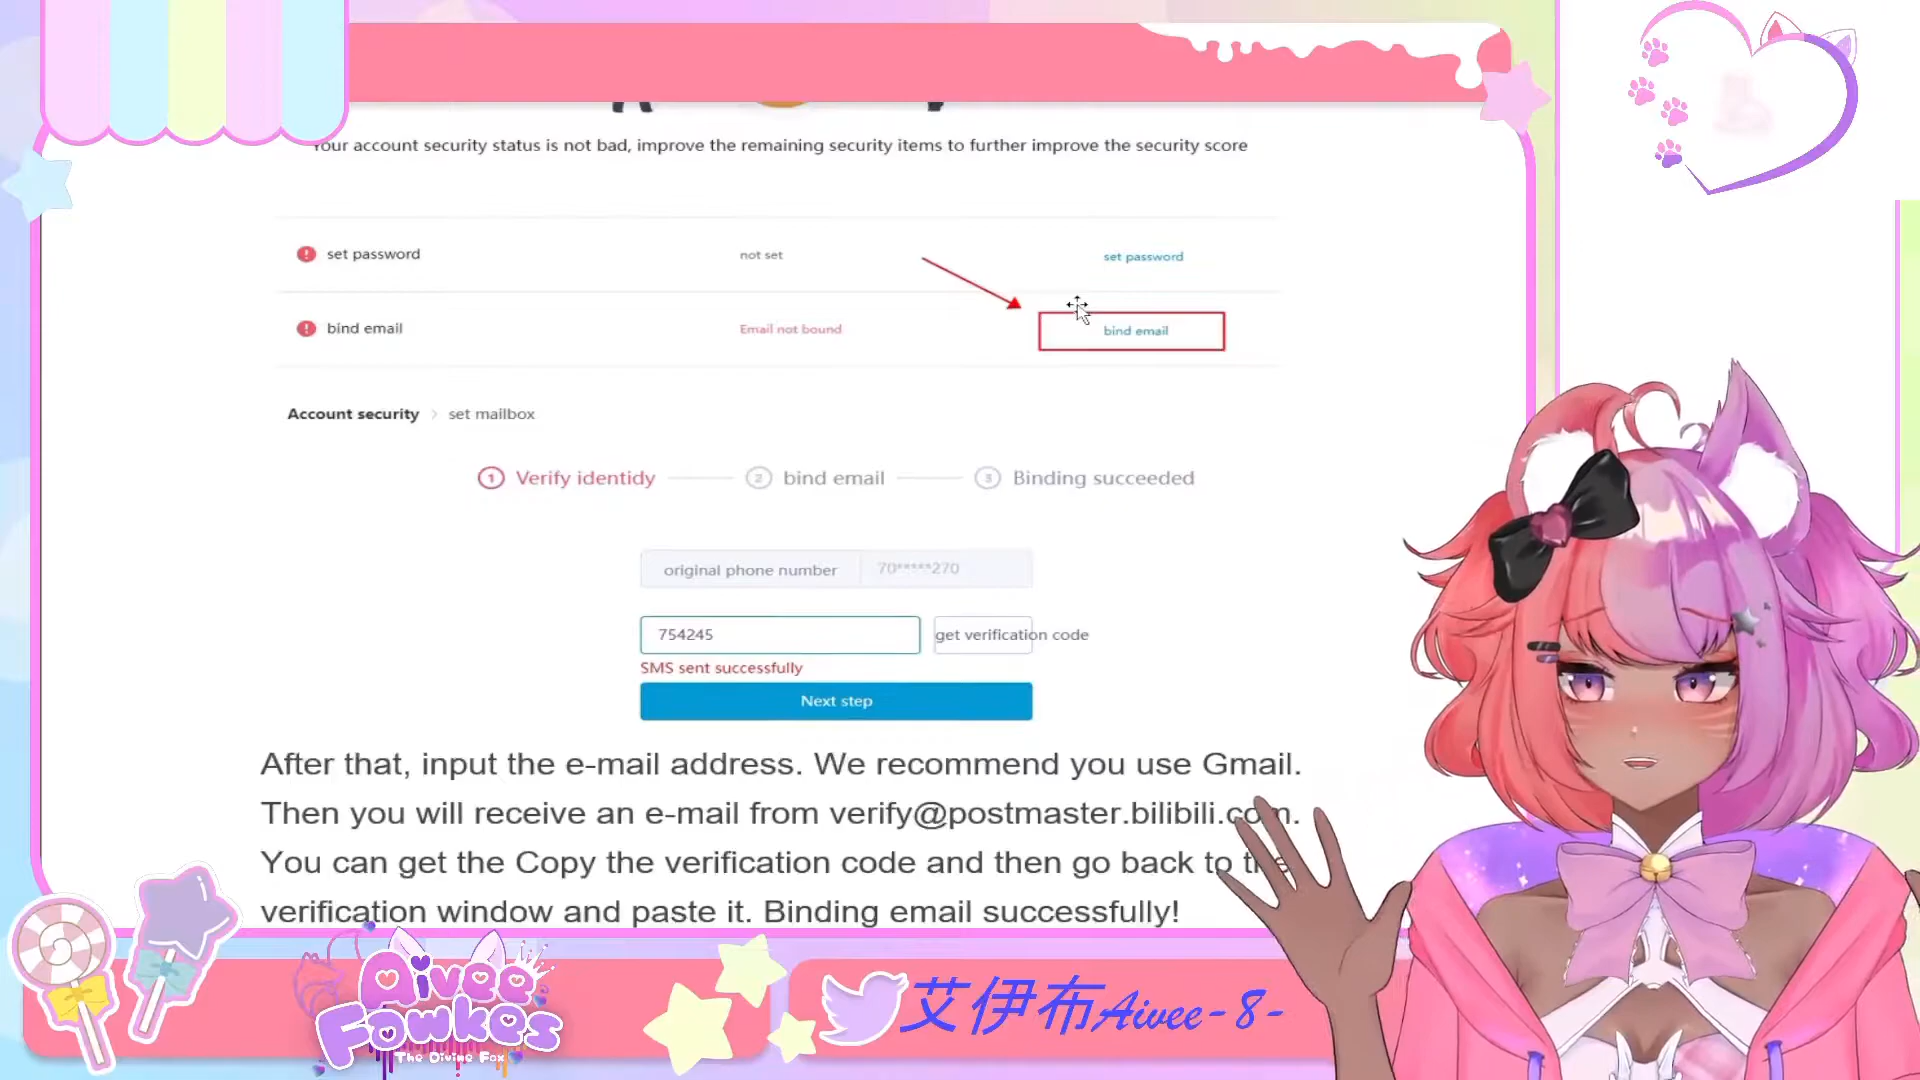 Your account security status is not bad, improve the remaining security items to further improve the security score
! set password not set set password
! bind email Email not bound bind email
Account security > set mailbox
1 Verify identidy 2 bind email 3 Binding succeeded
original phone number 70*****270
754245 get verification code
SMS sent successfully
Next step
After that, input the e-mail address. We recommend you use Gmail.
Then you will receive an e-mail from verify@postmaster.bilibili.com.
You can get the Copy the verification code and then go back to the
verification window and paste it. Binding email successfully!
Aivee
Fowkes
The Divine Fox
艾伊布Aivee-8-